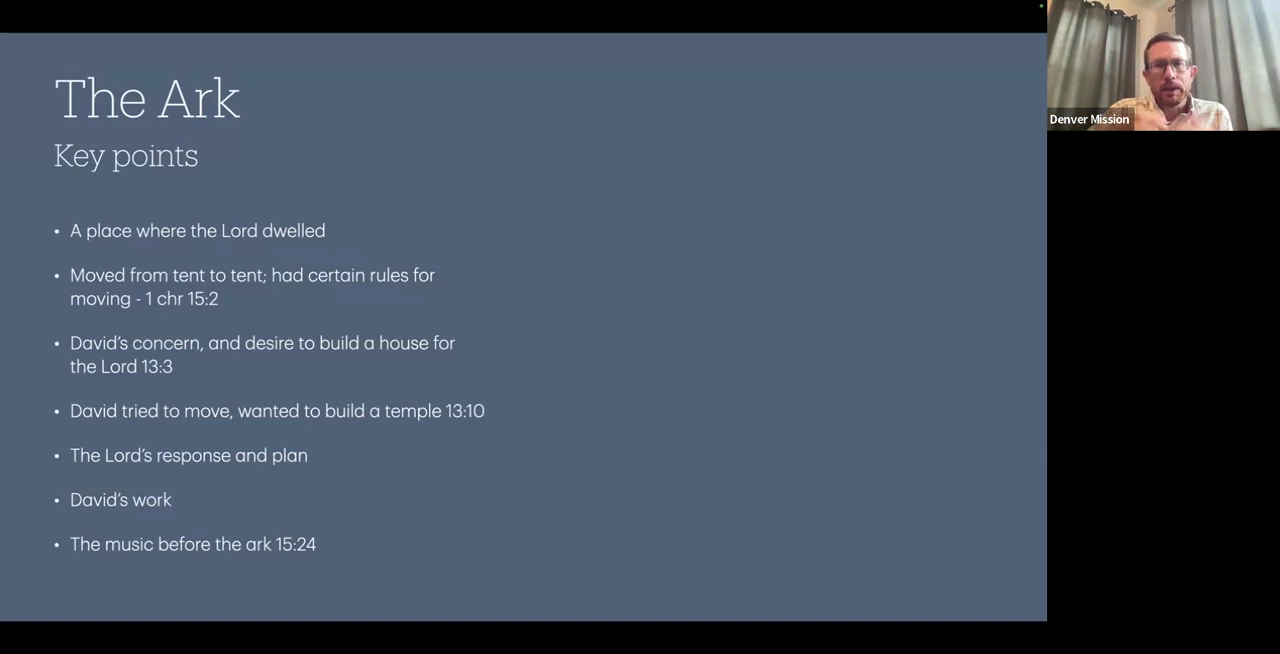 The Ark
Key points
• A place where the Lord dwelled
• Moved from tent to tent; had certain rules for
moving - 1 chr 15:2
• David's concern, and desire to build a house for
the Lord 13:3
• David tried to move, wanted to build a temple 13:10
• The Lord's response and plan
• David's work
• The music before the ark 15:24
Denver Mission